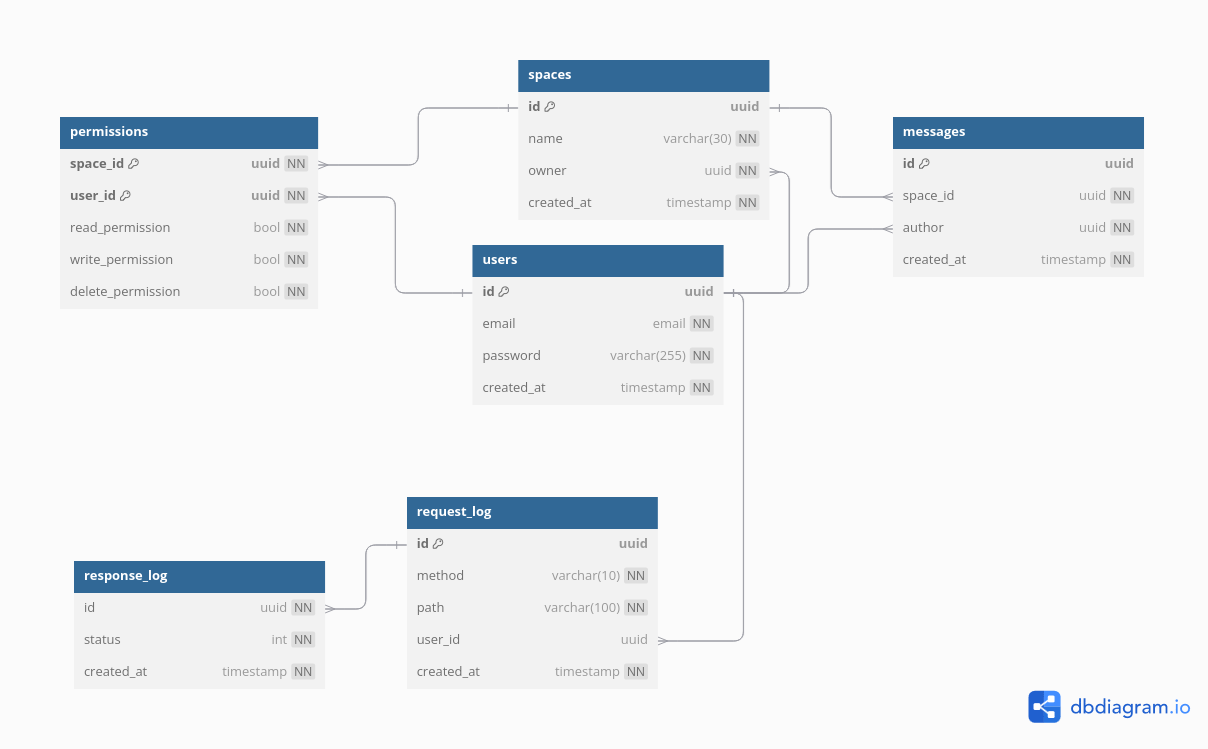 spaces
id uuid
name varchar(30) NN
owner uuid NN
created_at timestamp NN
permissions
space_id uuid NN
user_id uuid NN
read_permission bool NN
write_permission bool NN
delete_permission bool NN
messages
id uuid
space_id uuid NN
author uuid NN
created_at timestamp NN
users
id uuid
email email NN
password varchar(255) NN
created_at timestamp NN
request_log
id uuid
method varchar(10) NN
path varchar(100) NN
user_id uuid
created_at timestamp NN
response_log
id uuid NN
status int NN
created_at timestamp NN
dbdiagram.io